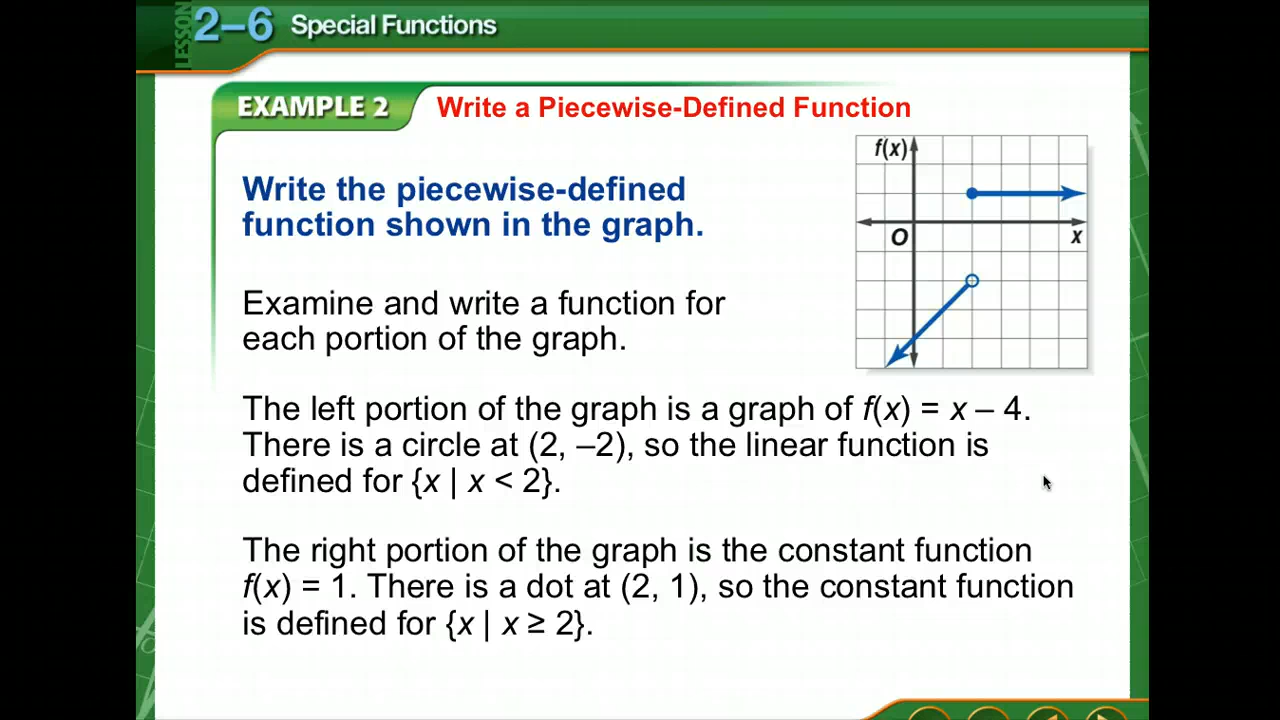 LESSON
2–6 Special Functions
EXAMPLE 2 Write a Piecewise-Defined Function
Write the piecewise-defined
function shown in the graph.
f(x)
O
x
Examine and write a function for
each portion of the graph.
The left portion of the graph is a graph of f(x) = x – 4.
There is a circle at (2, –2), so the linear function is
defined for {x | x < 2}.
The right portion of the graph is the constant function
f(x) = 1. There is a dot at (2, 1), so the constant function
is defined for {x | x ≥ 2}.